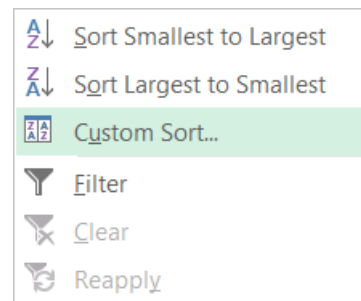 Sort Smallest to Largest
Sort Largest to Smallest
Custom Sort...
Filter
Clear
Reapply